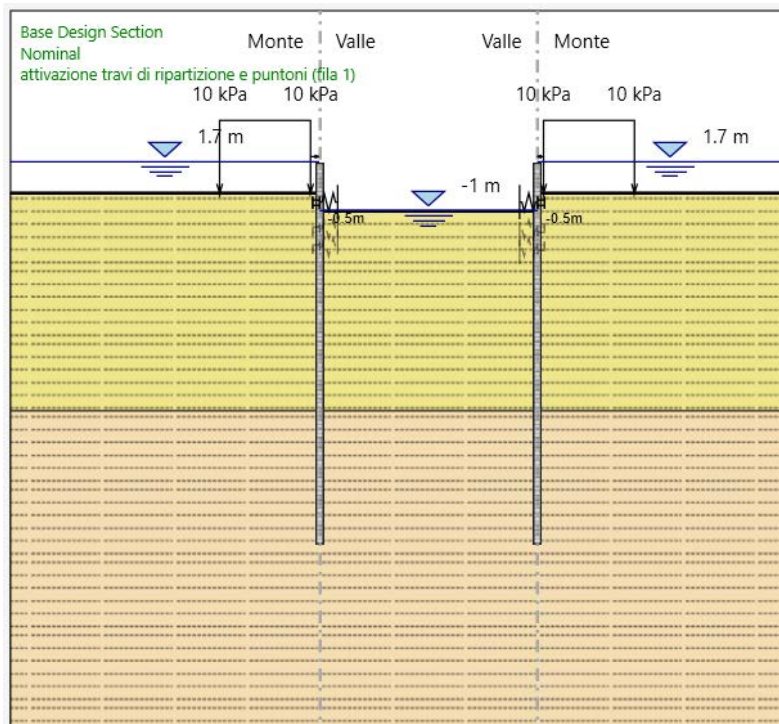 Base Design Section
Nominal
attivazione travi di ripartizione e puntoni (fila 1)
Monte Valle Valle Monte
10 kPa 10 kPa 10 kPa 10 kPa
1.7 m 1.7 m
-1 m
-0.5m -0.5m